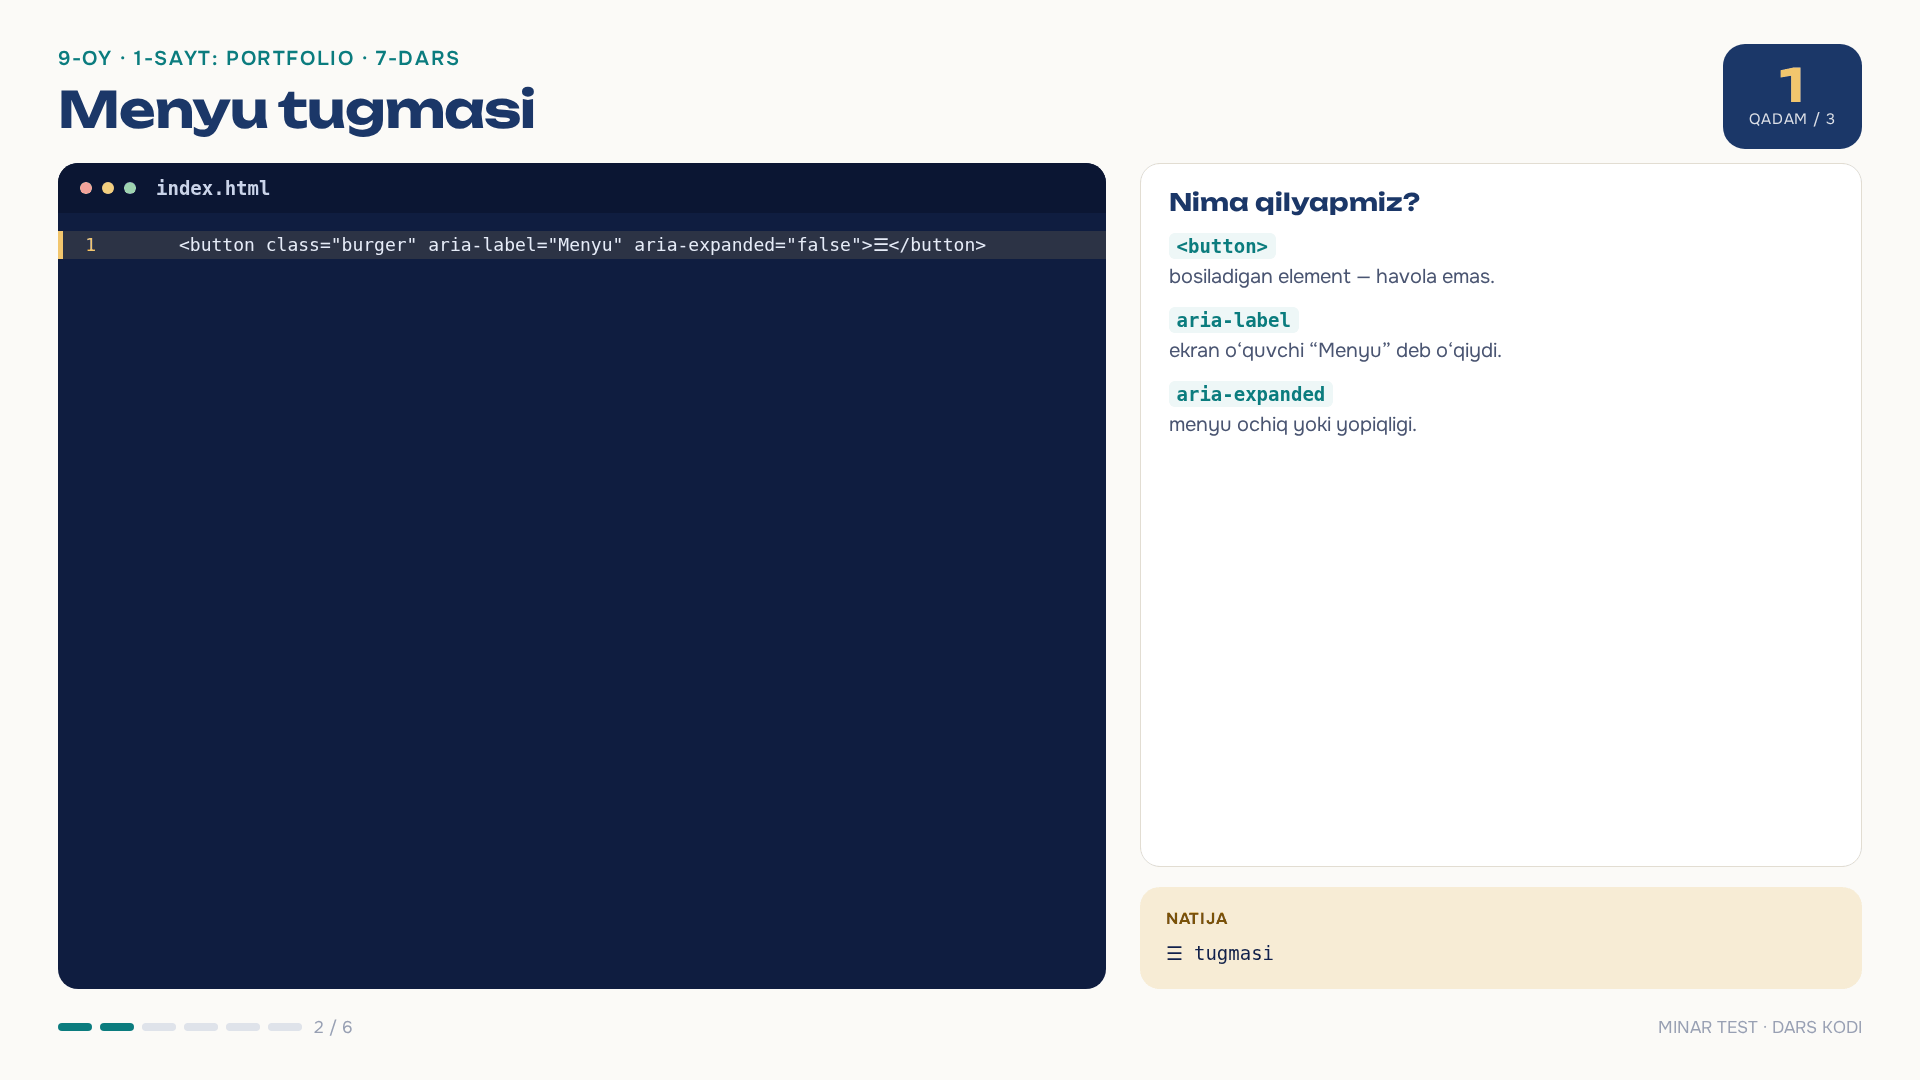 9-OY · 1-SAYT: PORTFOLIO · 7-DARS
Menyu tugmasi
1
QADAM / 3
index.html
1 <button class="burger" aria-label="Menyu" aria-expanded="false">☰</button>
Nima qilyapmiz?
<button>
bosiladigan element — havola emas.
aria-label
ekran o‘quvchi “Menyu” deb o‘qiydi.
aria-expanded
menyu ochiq yoki yopiqligi.
NATIJA
☰ tugmasi
2 / 6
MINAR TEST · DARS KODI